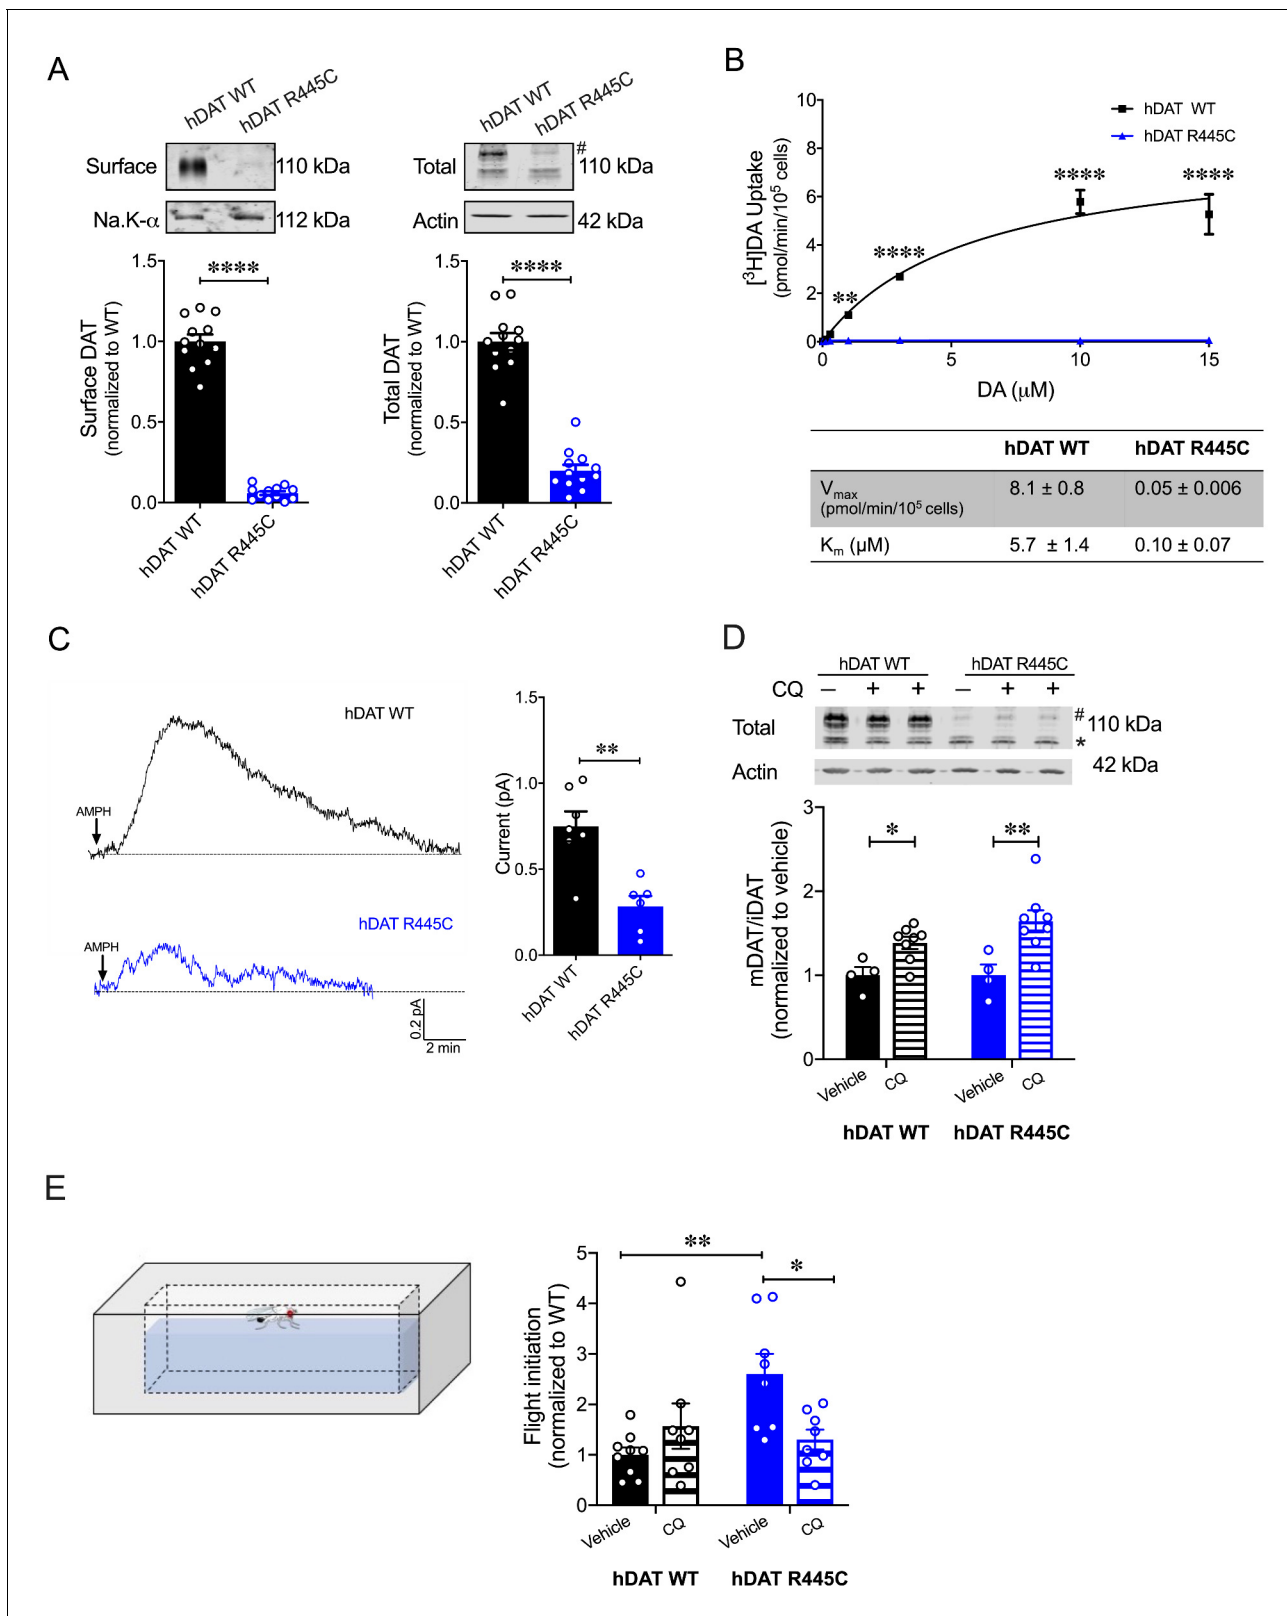 A
hDAT WT
hDAT R445C
Surface
110 kDa
Na.K-α
112 kDa
hDAT WT
hDAT R445C
Total
#
110 kDa
Actin
42 kDa
Surface DAT
(normalized to WT)
1.5
1.0
0.5
0.0
****
hDAT WT
hDAT R445C
Total DAT
(normalized to WT)
1.5
1.0
0.5
0.0
****
hDAT WT
hDAT R445C
B
[³H]DA Uptake
(pmol/min/10⁵ cells)
10
8
6
4
2
0
hDAT WT
hDAT R445C
**
****
****
****
0
5
10
15
DA (μM)
hDAT WT hDAT R445C
Vmax 8.1 ± 0.8 0.05 ± 0.006
(pmol/min/10⁵ cells)
Km (μM) 5.7 ± 1.4 0.10 ± 0.07
C
hDAT WT
AMPH
hDAT R445C
AMPH
0.2 pA
2 min
Current (pA)
1.5
1.0
0.5
0.0
**
hDAT WT
hDAT R445C
D
hDAT WT
hDAT R445C
CQ – + + – + +
Total
#
110 kDa
*
Actin
42 kDa
mDAT/iDAT
(normalized to vehicle)
3
2
1
0
*
**
Vehicle
CQ
Vehicle
CQ
hDAT WT
hDAT R445C
E
Flight initiation
(normalized to WT)
5
4
3
2
1
0
**
*
Vehicle
CQ
Vehicle
CQ
hDAT WT
hDAT R445C